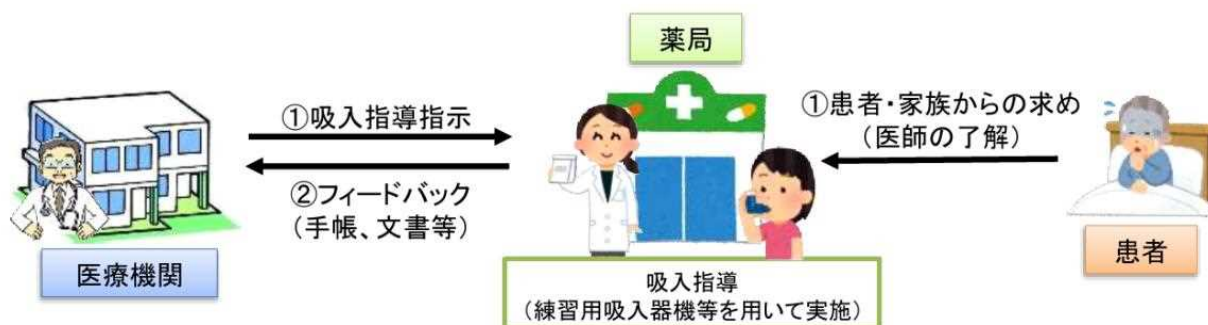 薬局
①吸入指導指示
①患者・家族からの求め
（医師の了解）
②フィードバック
（手帳、文書等）
医療機関
患者
吸入指導
（練習用吸入器機等を用いて実施）